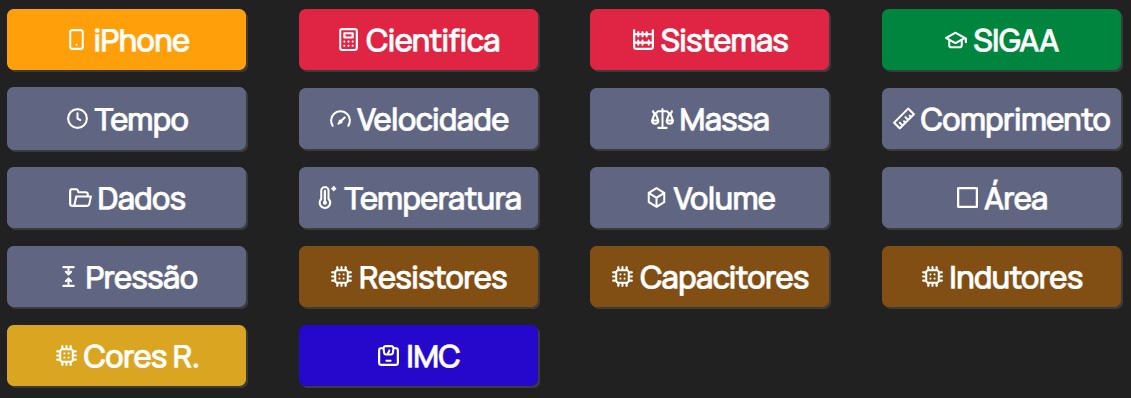 iPhone
Cientifica
Sistemas
SIGAA
Tempo
Velocidade
Massa
Comprimento
Dados
Temperatura
Volume
Área
Pressão
Resistores
Capacitores
Indutores
Cores R.
IMC